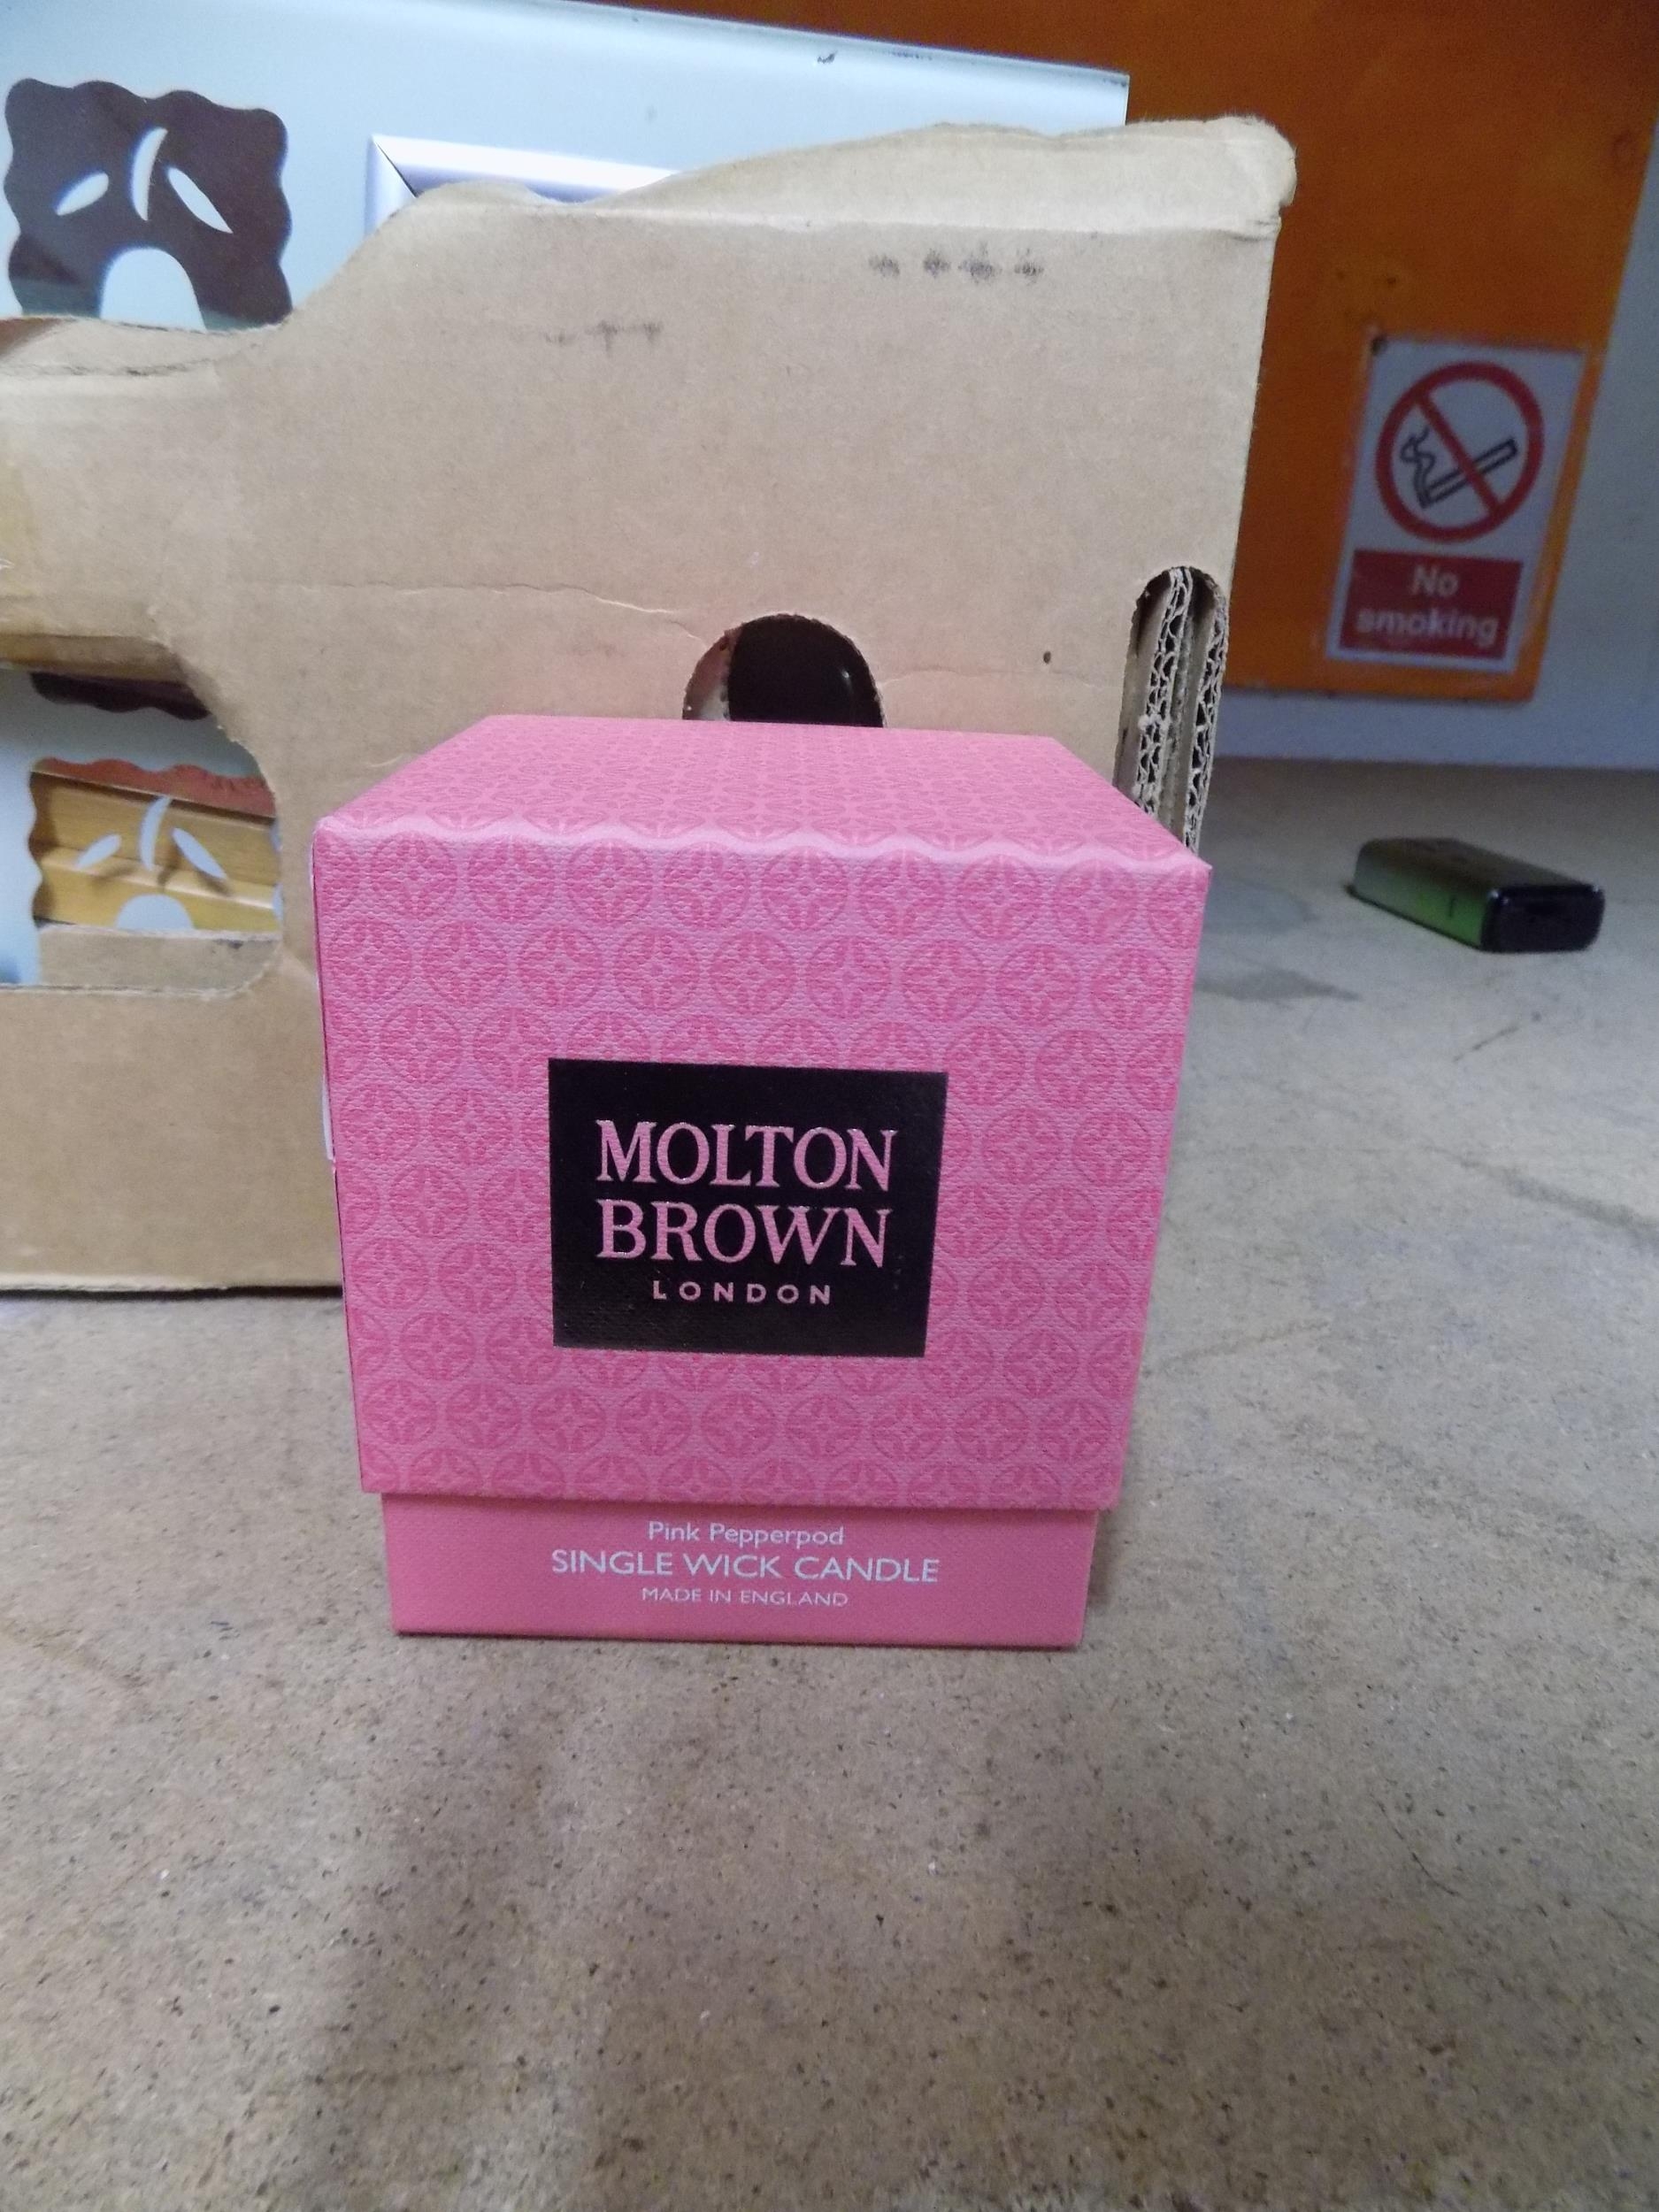 No
smoking
MOLTON
BROWN
LONDON
Pink Pepperpod
SINGLE WICK CANDLE
MADE IN ENGLAND